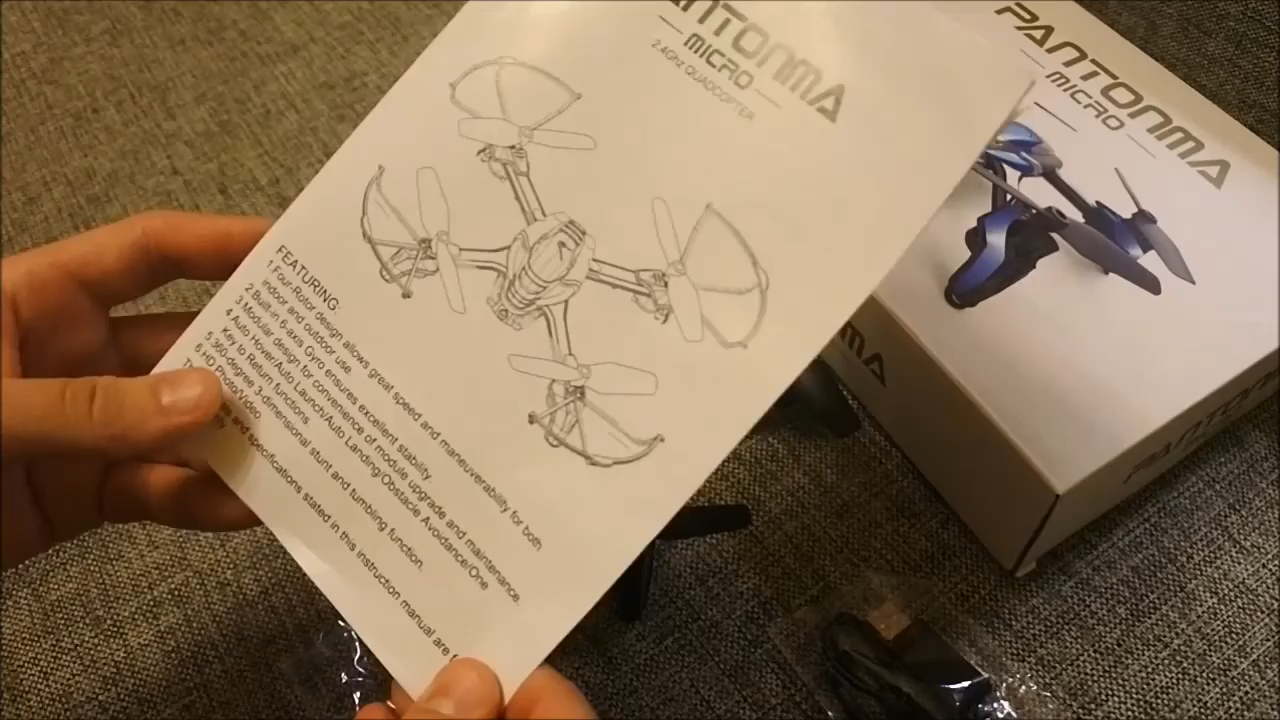 ANTONMA
MICRO
2.4Ghz QUADCOPTER
FEATURING:
1.Four-Rotor design allows great speed and maneuverability for both
indoor and outdoor use
2.Built-in 6-axis Gyro ensures excellent stability.
3.Modular design for convenience of module upgrade and maintenance.
4.Auto Hover/Auto Launch/Auto Landing/Obstacle Avoidance/One
Key to Return functions.
5.360-degree 3-dimensional stunt and tumbling function.
6.HD Photo/Video
and specifications stated in this instruction manual are
PANTONMA
MICRO
MA
PANTONMA